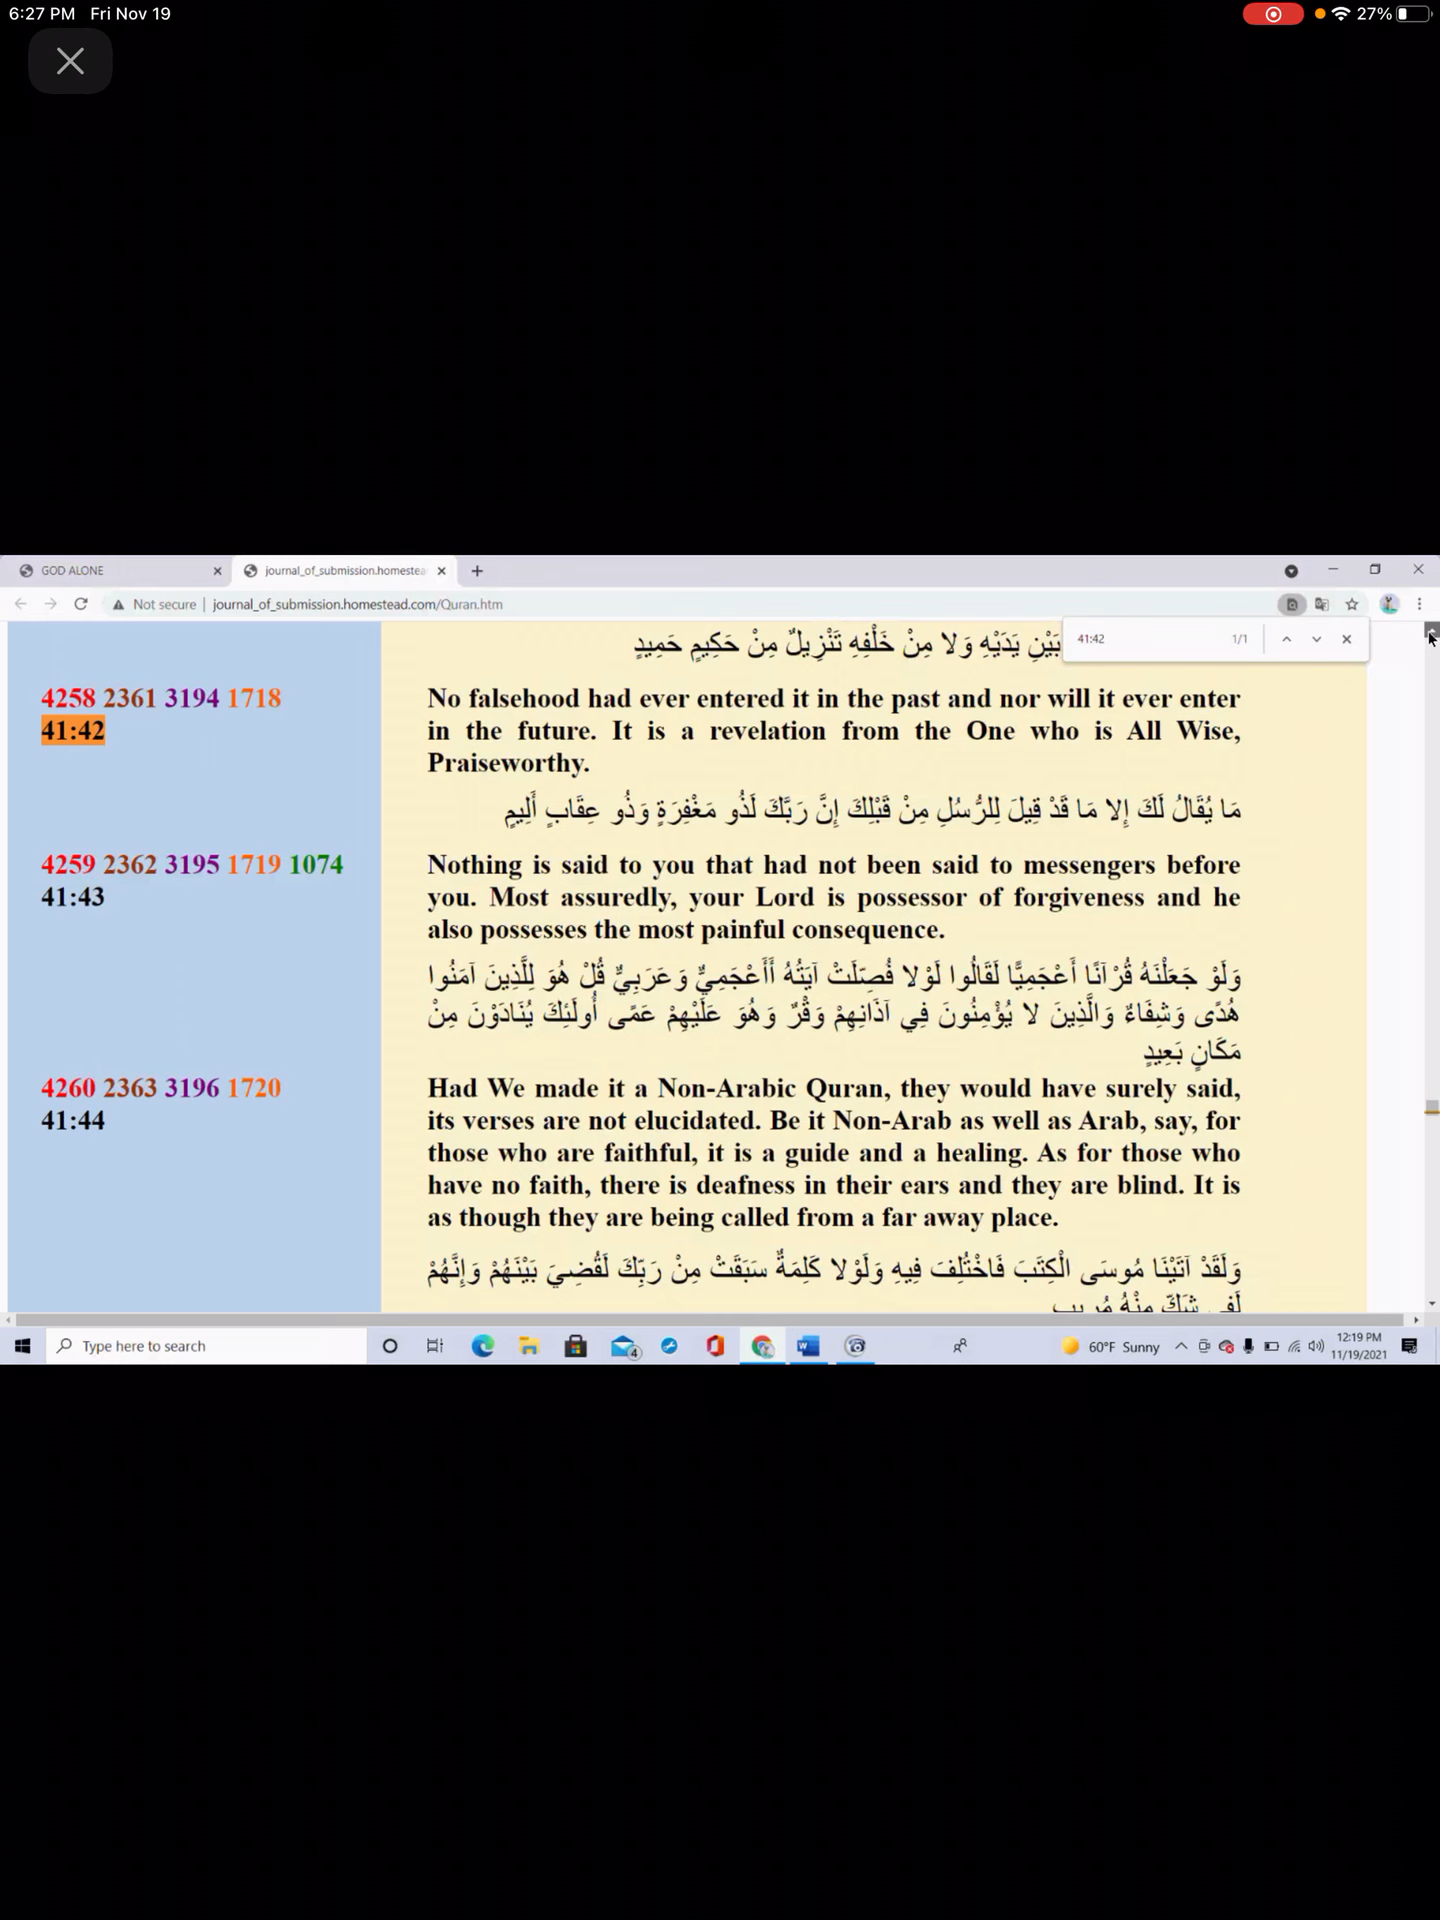 6:27 PM Fri Nov 19
27%
GOD ALONE
journal_of_submission.homestea
Not secure | journal_of_submission.homestead.com/Quran.htm
41:42 1/1
بَيْنِ يَدَيْهِ وَلا مِنْ خَلْفِهِ تَنْزِيلٌ مِنْ حَكِيمٍ حَمِيدٍ
4258 2361 3194 1718
41:42
No falsehood had ever entered it in the past and nor will it ever enter
in the future. It is a revelation from the One who is All Wise,
Praiseworthy.
مَا يُقَالُ لَكَ إِلا مَا قَدْ قِيلَ لِلرُّسُلِ مِنْ قَبْلِكَ إِنَّ رَبَّكَ لَذُو مَغْفِرَةٍ وَذُو عِقَابٍ أَلِيمٍ
4259 2362 3195 1719 1074
41:43
Nothing is said to you that had not been said to messengers before
you. Most assuredly, your Lord is possessor of forgiveness and he
also possesses the most painful consequence.
وَلَوْ جَعَلْنَهُ قُرْآنًا أَعْجَمِيًّا لَقَالُوا لَوْلا فُصِّلَتْ آيَتُهُ أَأَعْجَمِيٌّ وَعَرَبِيٌّ قُلْ هُوَ لِلَّذِينَ آمَنُوا
هُدًى وَشِفَاءٌ وَالَّذِينَ لا يُؤْمِنُونَ فِي آذَانِهِمْ وَقْرٌ وَهُوَ عَلَيْهِمْ عَمًى أُولَئِكَ يُنَادَوْنَ مِنْ
مَكَانٍ بَعِيدٍ
4260 2363 3196 1720
41:44
Had We made it a Non-Arabic Quran, they would have surely said,
its verses are not elucidated. Be it Non-Arab as well as Arab, say, for
those who are faithful, it is a guide and a healing. As for those who
have no faith, there is deafness in their ears and they are blind. It is
as though they are being called from a far away place.
وَلَقَدْ آتَيْنَا مُوسَى الْكِتَبَ فَاخْتُلِفَ فِيهِ وَلَوْلا كَلِمَةٌ سَبَقَتْ مِنْ رَبِّكَ لَقُضِيَ بَيْنَهُمْ وَإِنَّهُمْ
لَفِي شَكٍّ مِنْهُ مُرِيبٍ
Type here to search
4
60°F Sunny
12:19 PM
11/19/2021